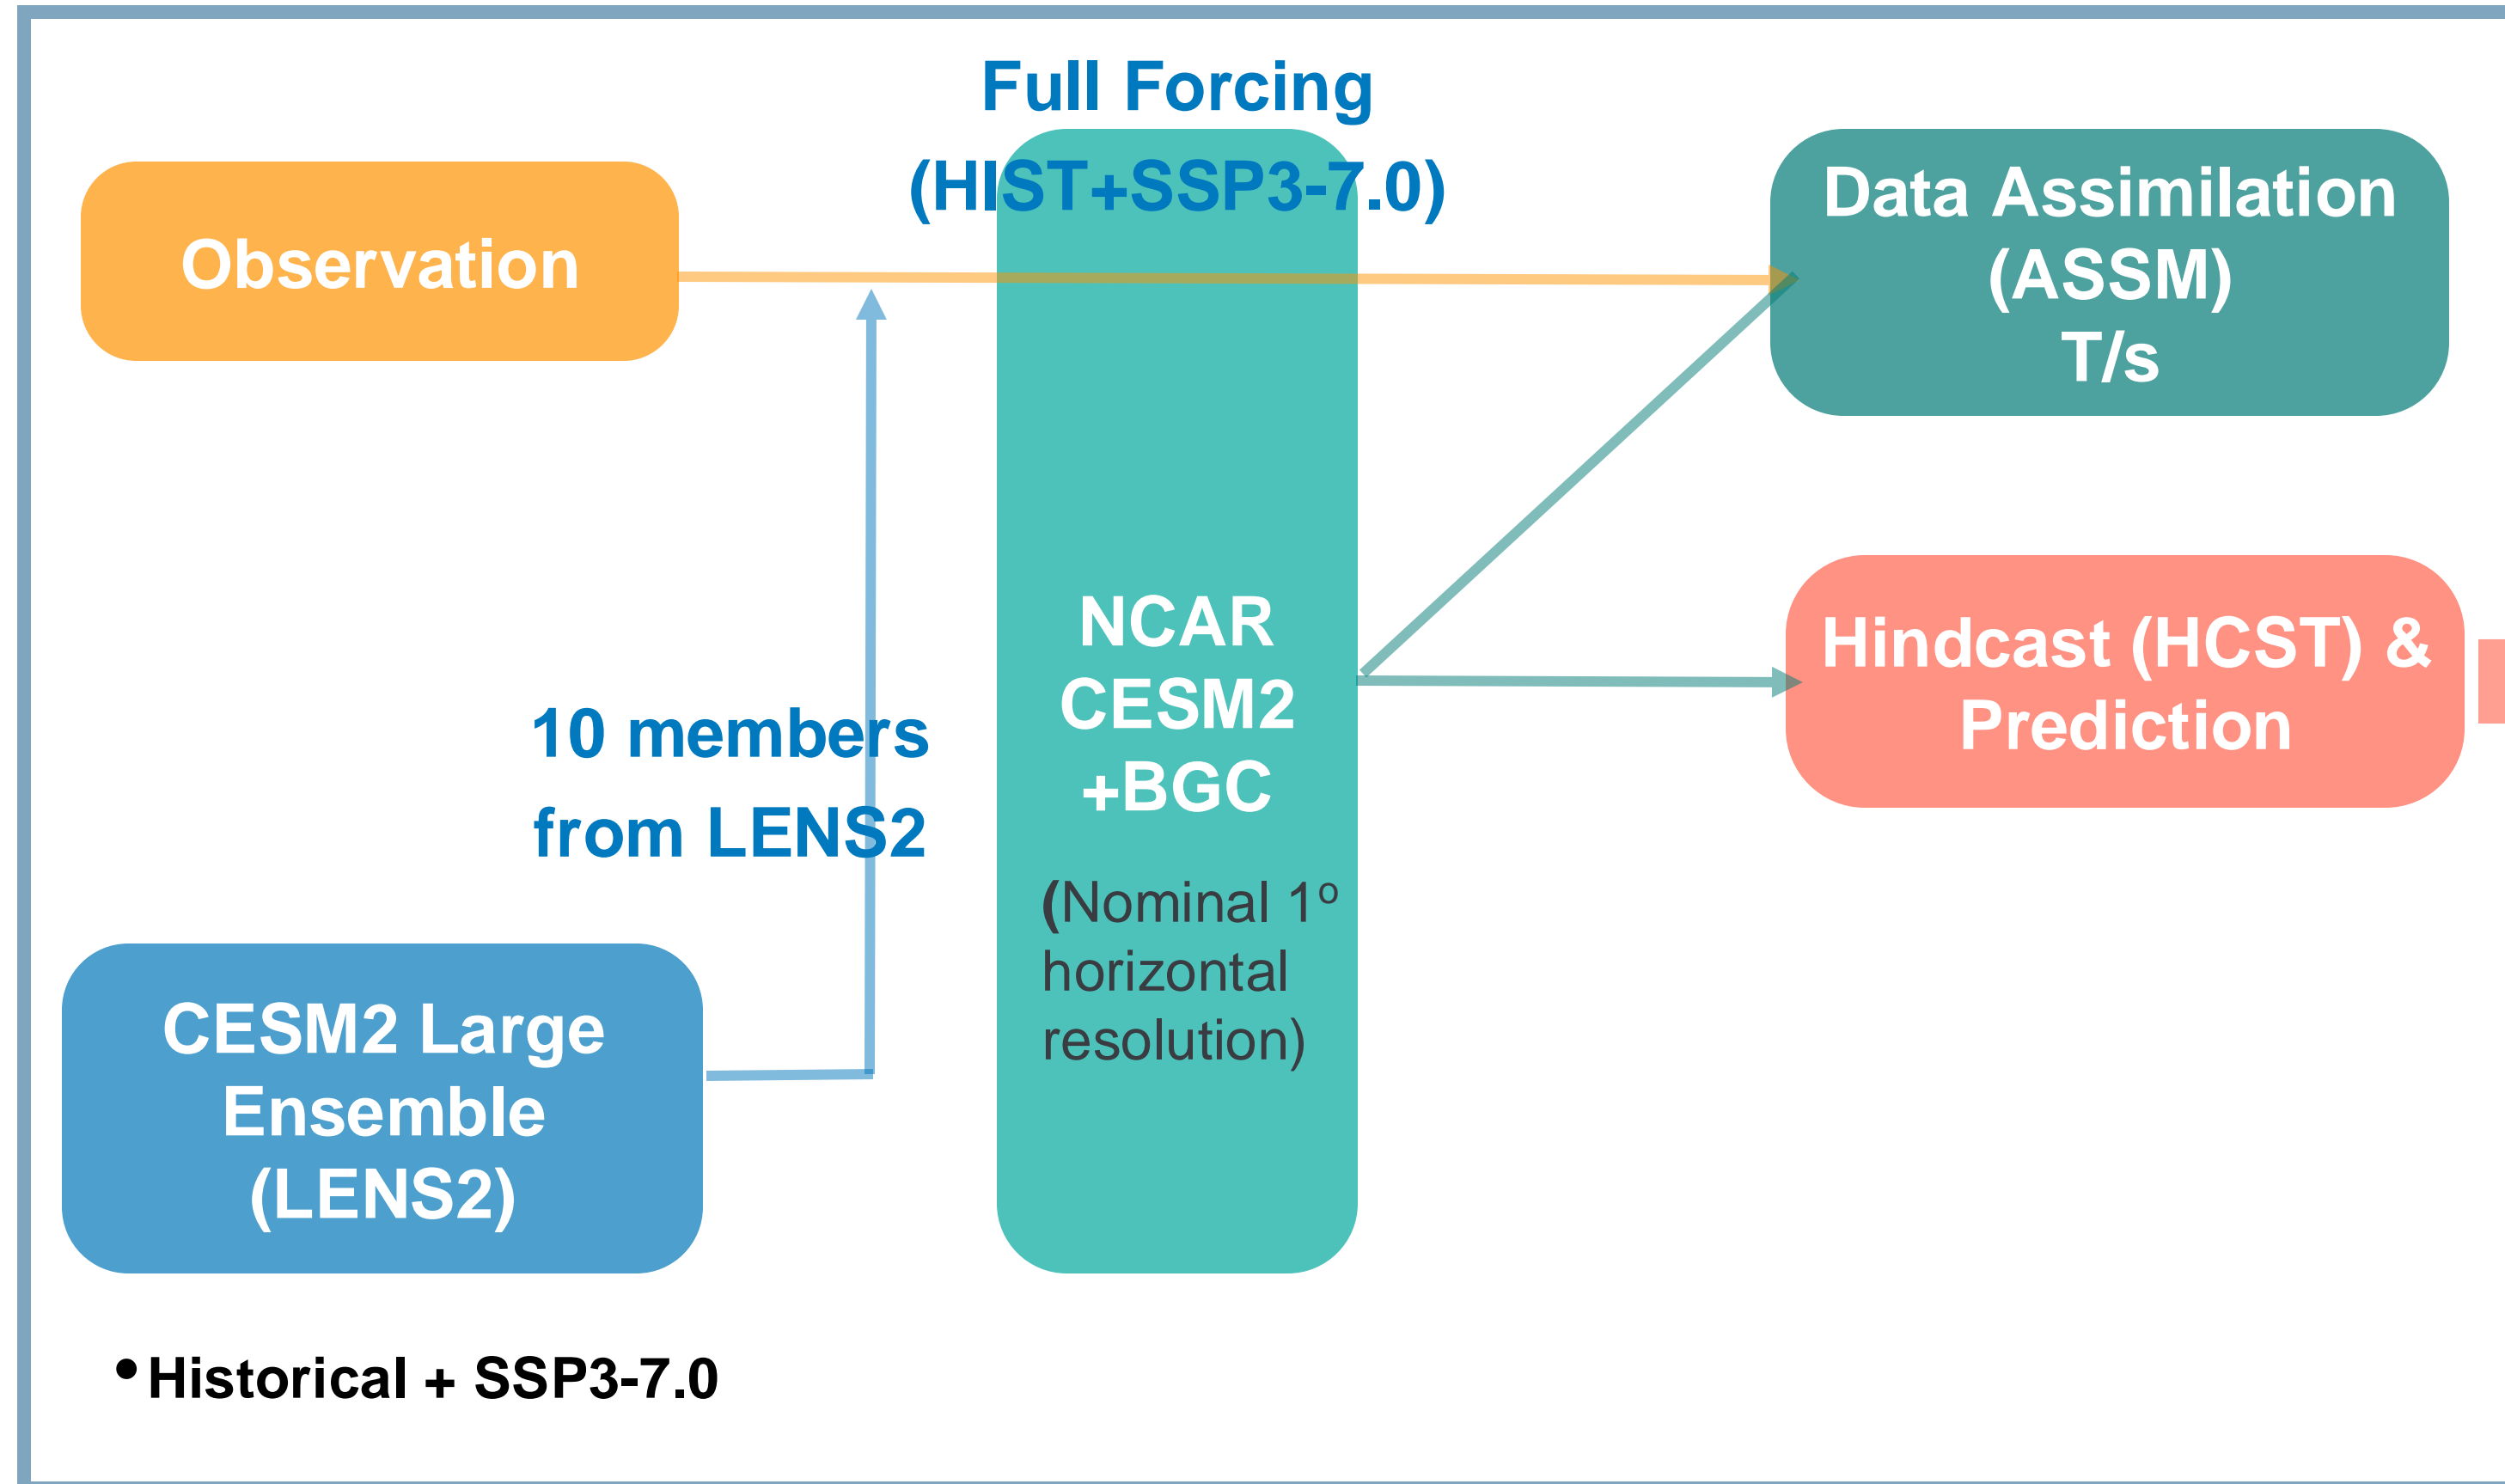 Full Forcing
(HIST+SSP3-7.0)
Observation
Data Assimilation
(ASSM)
T/s
NCAR
CESM2
+BGC
(Nominal 1º
horizontal
resolution)
Hindcast (HCST) &
Prediction
10 members
from LENS2
CESM2 Large
Ensemble
(LENS2)
•Historical + SSP3-7.0